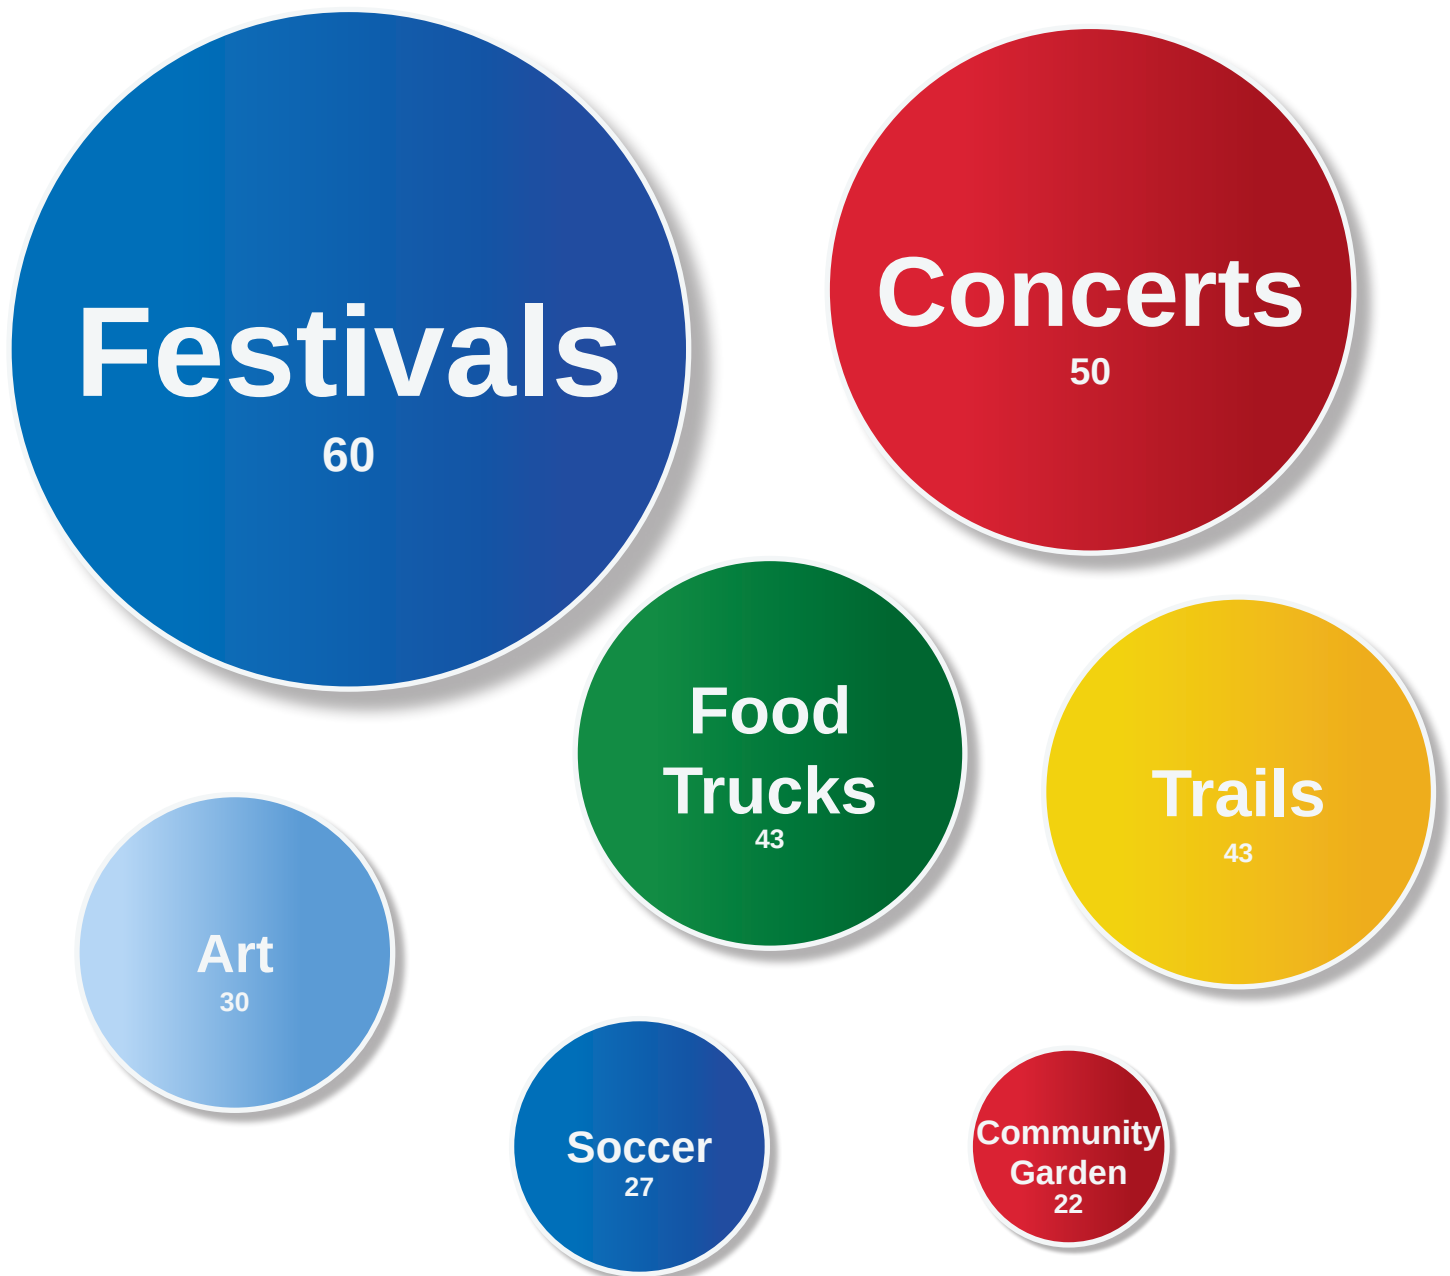 Festivals
60
Concerts
50
Food
Trucks
43
Trails
43
Art
30
Soccer
27
Community
Garden
22